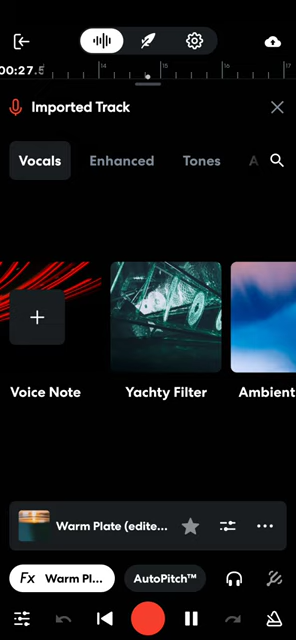 00:27.5
14
15
16
17
Imported Track
Vocals Enhanced Tones A
Voice Note Yachty Filter Ambient
Warm Plate (edite...
Fx Warm Pl... AutoPitch™